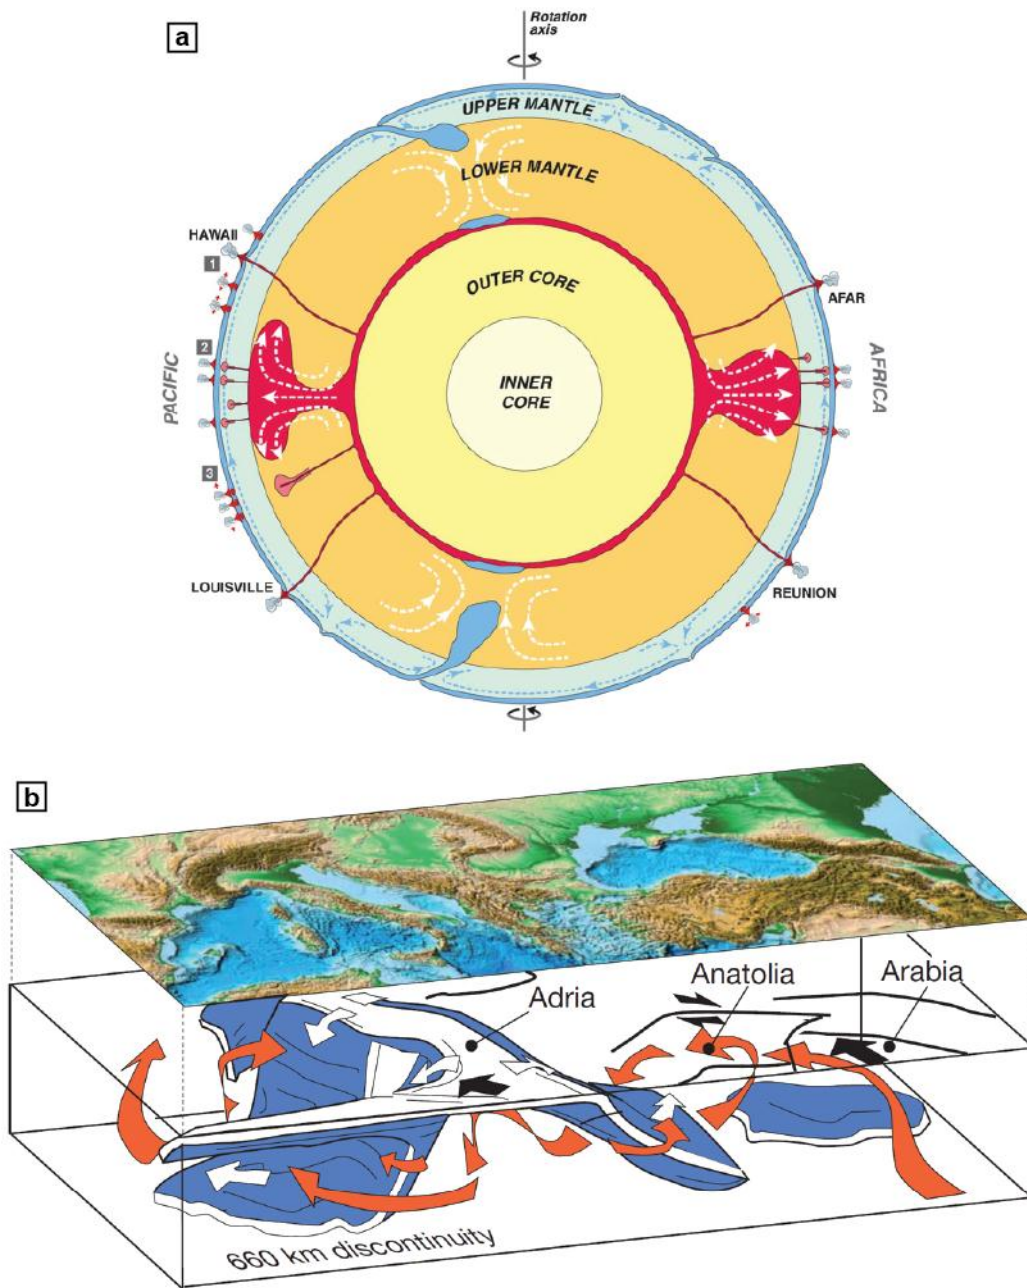 a
Rotation
axis
UPPER MANTLE
LOWER MANTLE
HAWAII
1
OUTER CORE
AFAR
2
PACIFIC
INNER
CORE
AFRICA
3
LOUISVILLE
REUNION
b
Adria
Anatolia
Arabia
660 km discontinuity